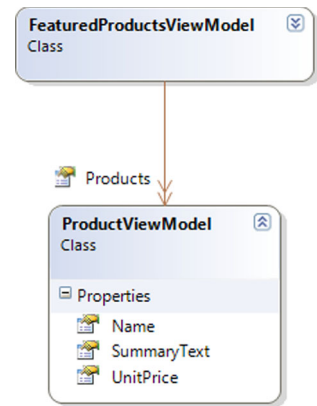 FeaturedProductsViewModel
Class
Products
ProductViewModel
Class
Properties
Name
SummaryText
UnitPrice